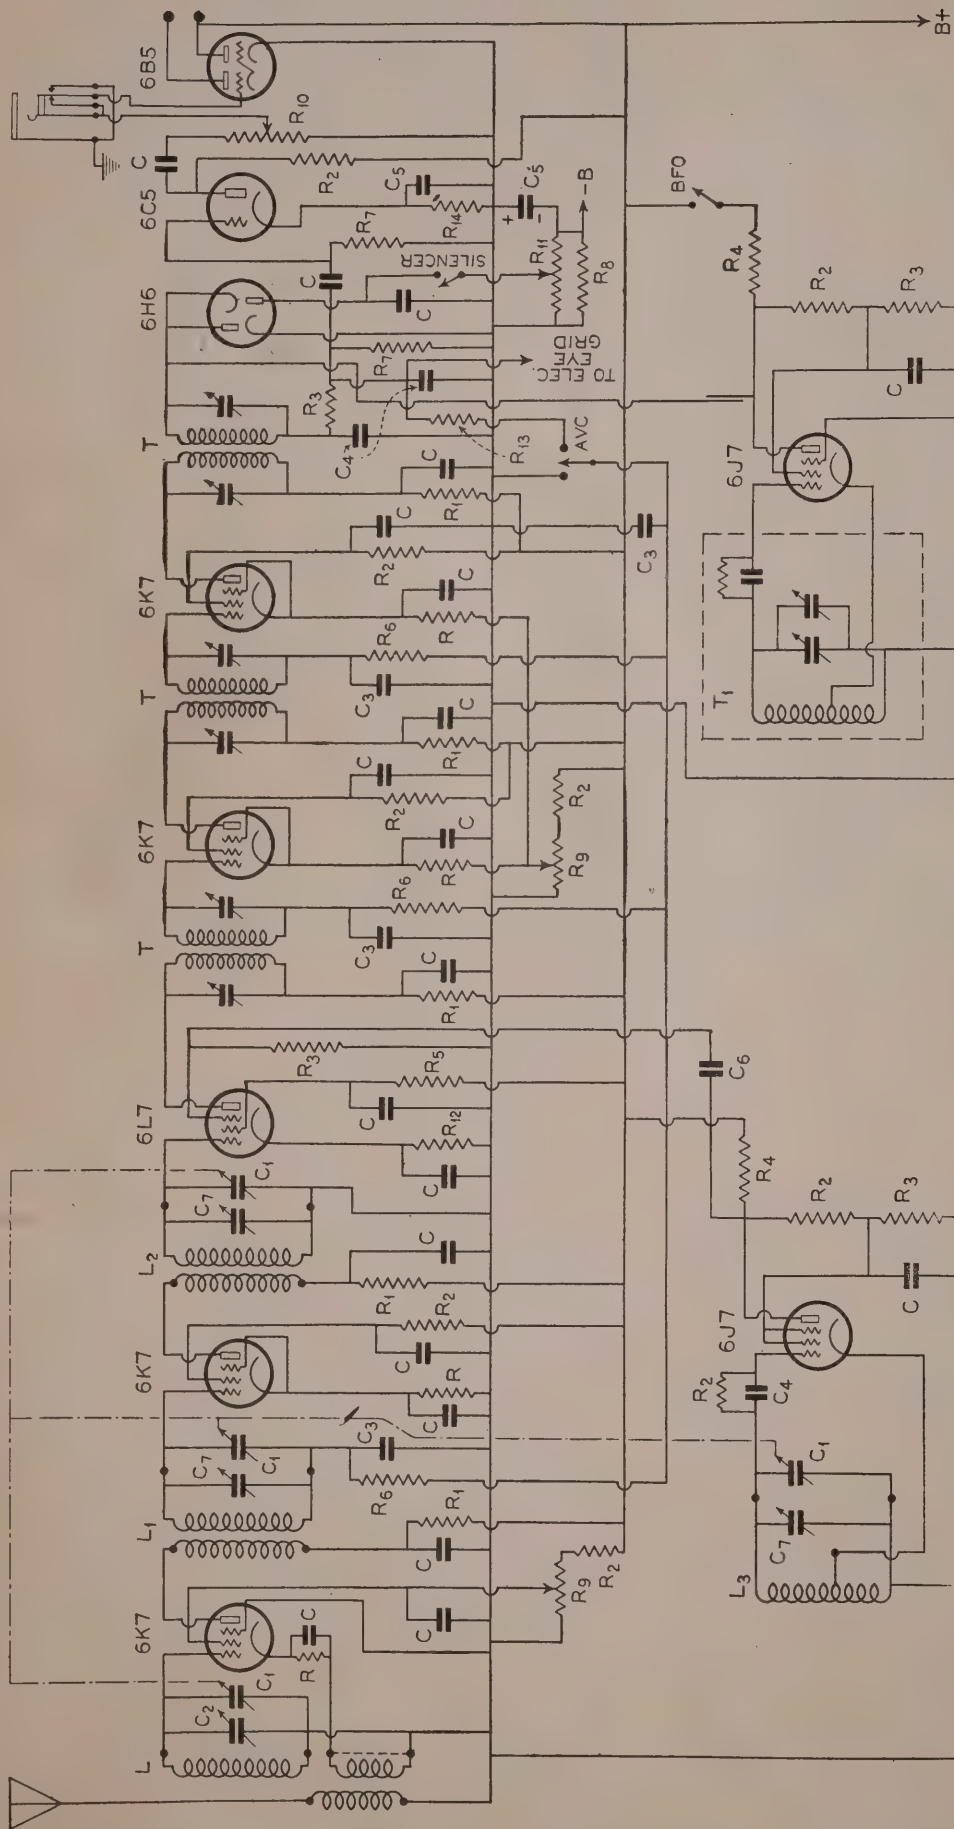 L
6K7
L1
6K7
L2
6L7
T
6K7
T
6K7
T
6H6
6C5
6B5
C2
C1
C7
C1
C7
C1
C
R
C
C
R1
R6
C3
C
R
C
R2
R1
C
C
R12
C
R5
R3
R1
C
C3
R6
R
C
R2
C
R1
C
C3
R6
R
C
R2
C
R1
C
C4
R3
C4
R7
C
C
R7
R14
C5
R2
C
R10
SILENCER
R13
AVC
TO ELEC.
EYE
GRID
R9
R2
R9
R2
C3
R11
R8
+
-
C5
-B
B+
BFO
L3
C7
C1
R2
C4
6J7
R4
C6
R2
C
R3
T1
6J7
R4
R2
C
R3